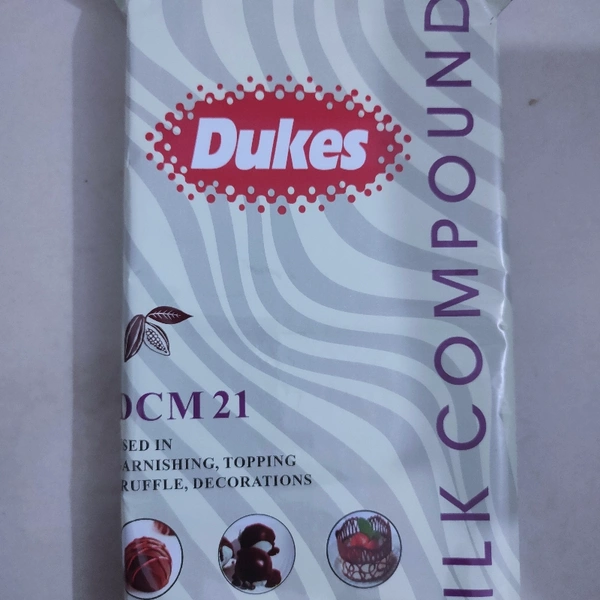 Dukes
DCM 21
SED IN
ARNISHING, TOPPING
RUFFLE, DECORATIONS
ILK COMPOUND